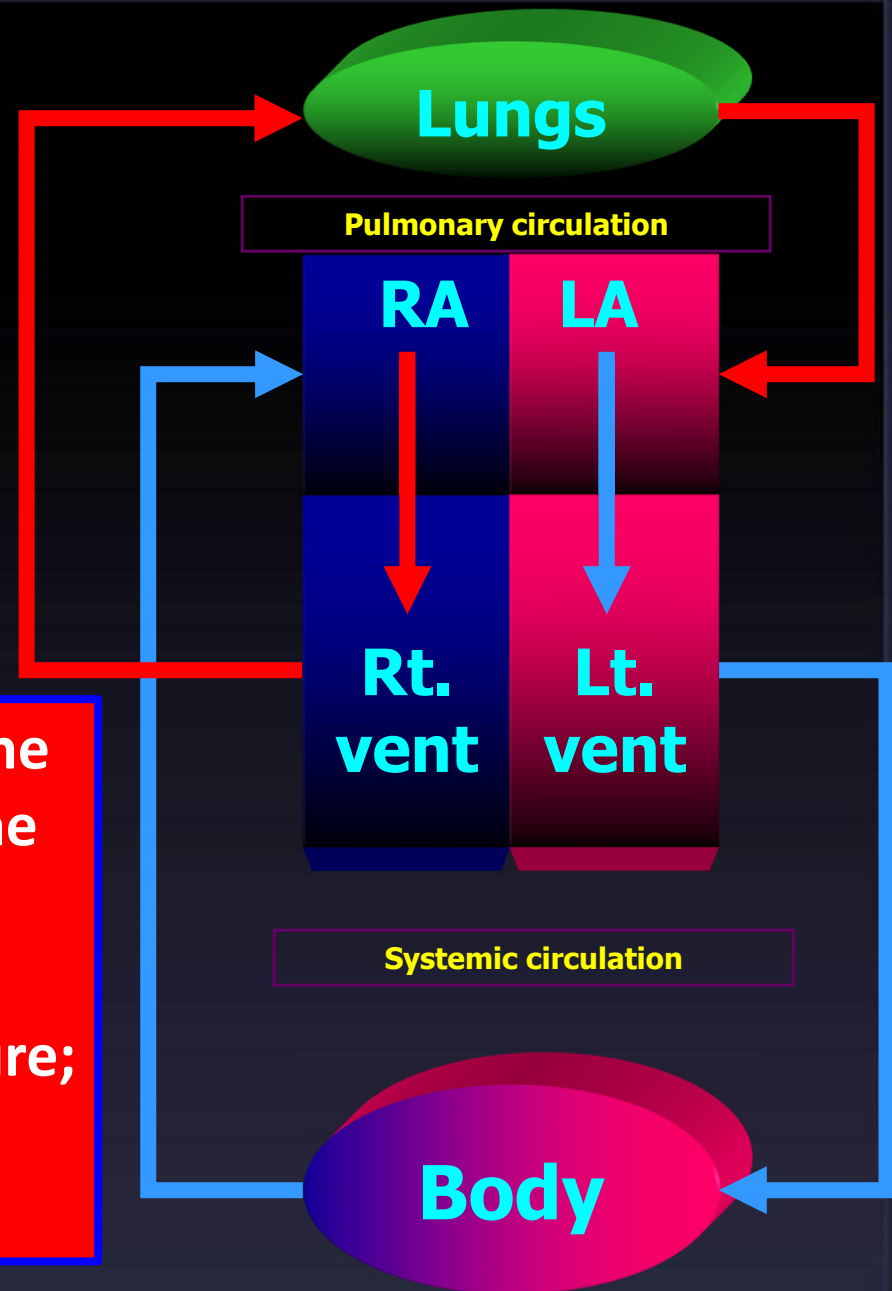 Lungs
Pulmonary circulation
RA LA
Rt. Lt.
vent vent
Systemic circulation
Body